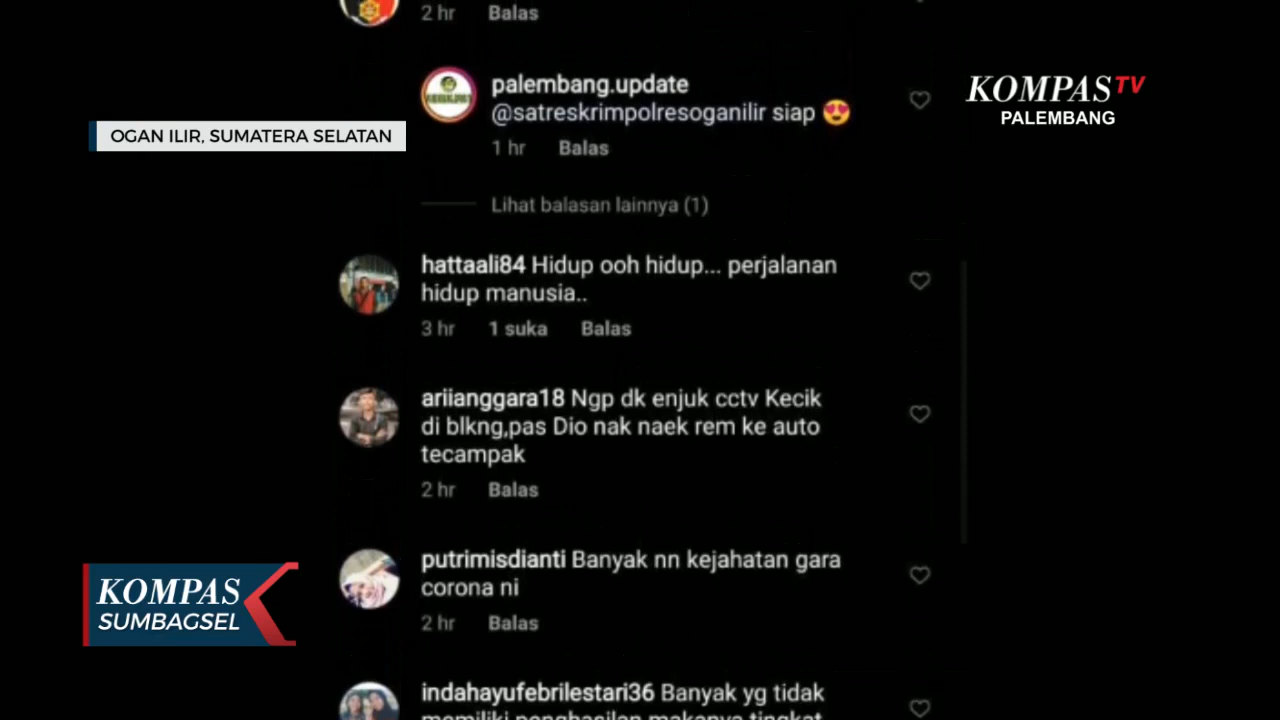 2 hr Balas
palembang.update
@satreskrimpolresoganilir siap 😍
1 hr Balas
Lihat balasan lainnya (1)
hattaali84 Hidup ooh hidup... perjalanan
hidup manusia..
3 hr 1 suka Balas
ariianggara18 Ngp dk enjuk cctv Kecik
di blkng,pas Dio nak naek rem ke auto
tecampak
2 hr Balas
putrimisdianti Banyak nn kejahatan gara
corona ni
2 hr Balas
indahayufebrilestari36 Banyak yg tidak
memiliki penghasilan makanya tingkat
OGAN ILIR, SUMATERA SELATAN
KOMPAS TV
PALEMBANG
KOMPAS
SUMBAGSEL